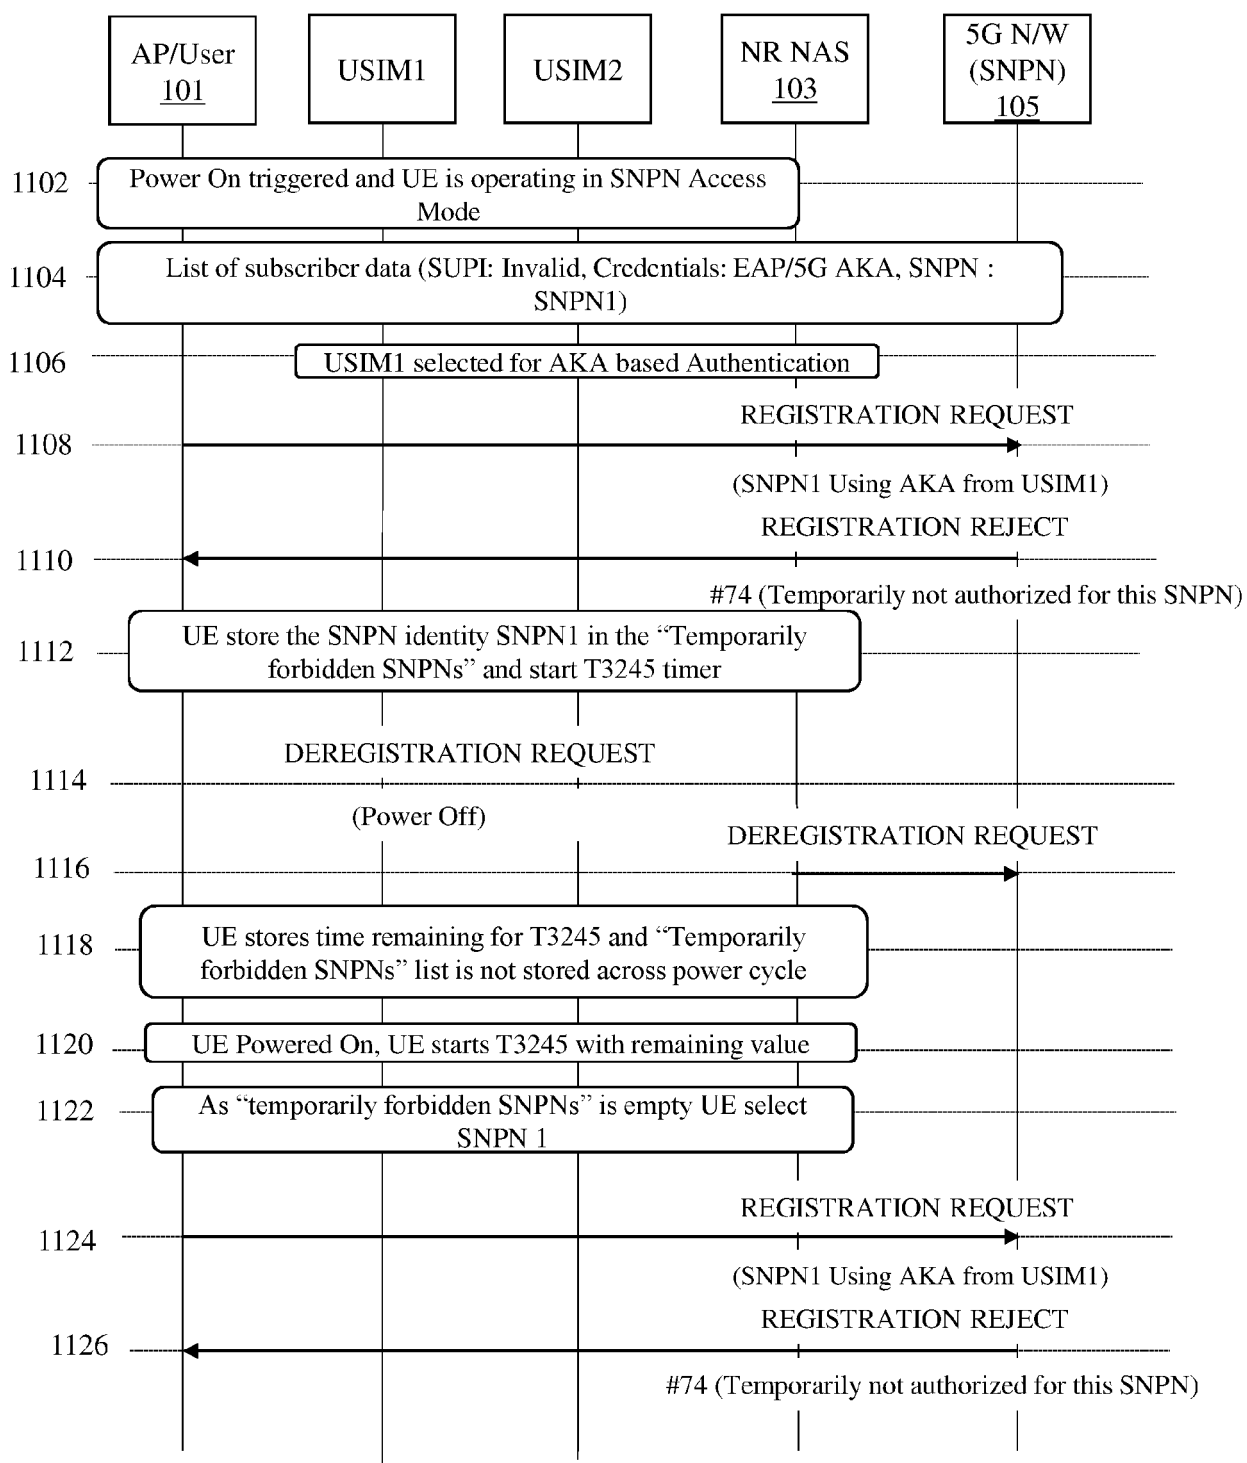 AP/User
101
USIM1
USIM2
NR NAS
103
5G N/W
(SNPN)
105
1102
Power On triggered and UE is operating in SNPN Access
Mode
1104
List of subscriber data (SUPI: Invalid, Credentials: EAP/5G AKA, SNPN :
SNPN1)
1106
USIM1 selected for AKA based Authentication
REGISTRATION REQUEST
1108
(SNPN1 Using AKA from USIM1)
REGISTRATION REJECT
1110
#74 (Temporarily not authorized for this SNPN)
1112
UE store the SNPN identity SNPN1 in the “Temporarily
forbidden SNPNs” and start T3245 timer
DEREGISTRATION REQUEST
1114
(Power Off)
DEREGISTRATION REQUEST
1116
1118
UE stores time remaining for T3245 and “Temporarily
forbidden SNPNs” list is not stored across power cycle
1120
UE Powered On, UE starts T3245 with remaining value
1122
As “temporarily forbidden SNPNs” is empty UE select
SNPN 1
REGISTRATION REQUEST
1124
(SNPN1 Using AKA from USIM1)
REGISTRATION REJECT
1126
#74 (Temporarily not authorized for this SNPN)